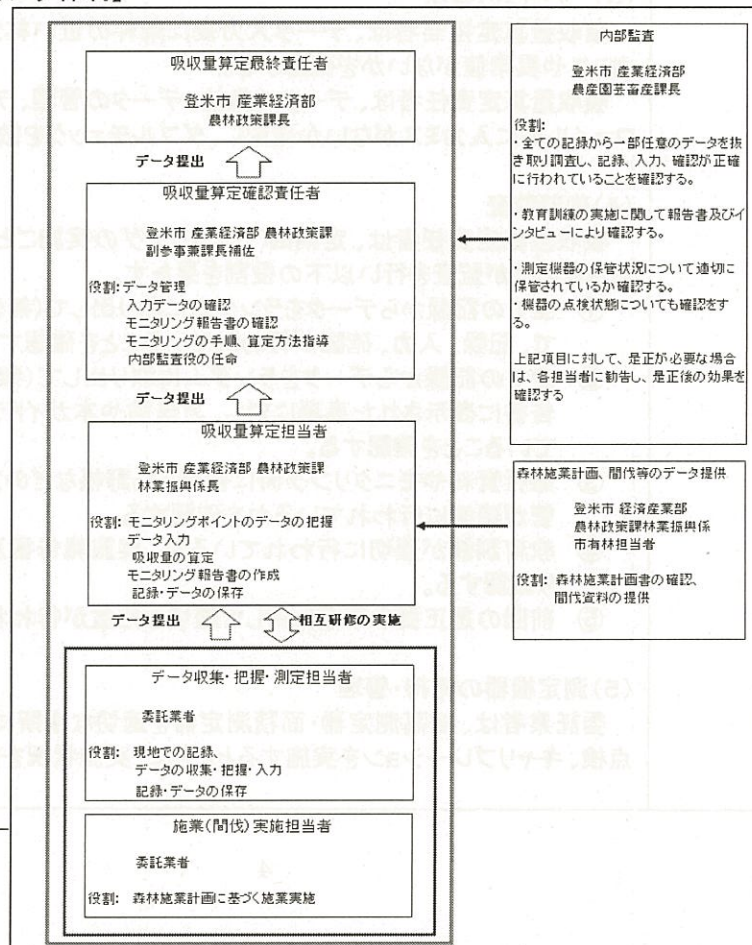 吸収量算定最終責任者
登米市 産業経済部
農林政策課長
データ提出
吸収量算定確認責任者
登米市 産業経済部 農林政策課
副参事兼課長補佐
役割:データ管理
入力データの確認
モニタリング報告書の確認
モニタリングの手順、算定方法指導
内部監査役の任命
データ提出
吸収量算定担当者
登米市 産業経済部 農林政策課
林業振興係長
役割: モニタリングポイントのデータの把握
データ入力
吸収量の算定
モニタリング報告書の作成
記録・データの保存
データ提出
相互研修の実施
データ収集・把握・測定担当者
委託業者
役割: 現地での記録、
データの収集・把握・入力
記録・データの保存
施業(間伐)実施担当者
委託業者
役割: 森林施業計画に基づく施業実施
内部監査
登米市 産業経済部
農産園芸畜産課長
役割:
・全ての記録から一部任意のデータを抜
き取り調査し、記録、入力、確認が正確
に行われていることを確認する。
・教育訓練の実施に関して報告書及びイ
ンタビューにより確認する。
・測定機器の保管状況について適切に
保管されているか確認する。
・機器の点検状態についても確認をす
る。
上記項目に対して、是正が必要な場合
は、各担当者に勧告し、是正後の効果を
確認する
森林施業計画、間伐等のデータ提供
登米市 経済産業部
農林政策課林業振興係
市有林担当者
役割: 森林施業計画書の確認、
間伐資料の提供